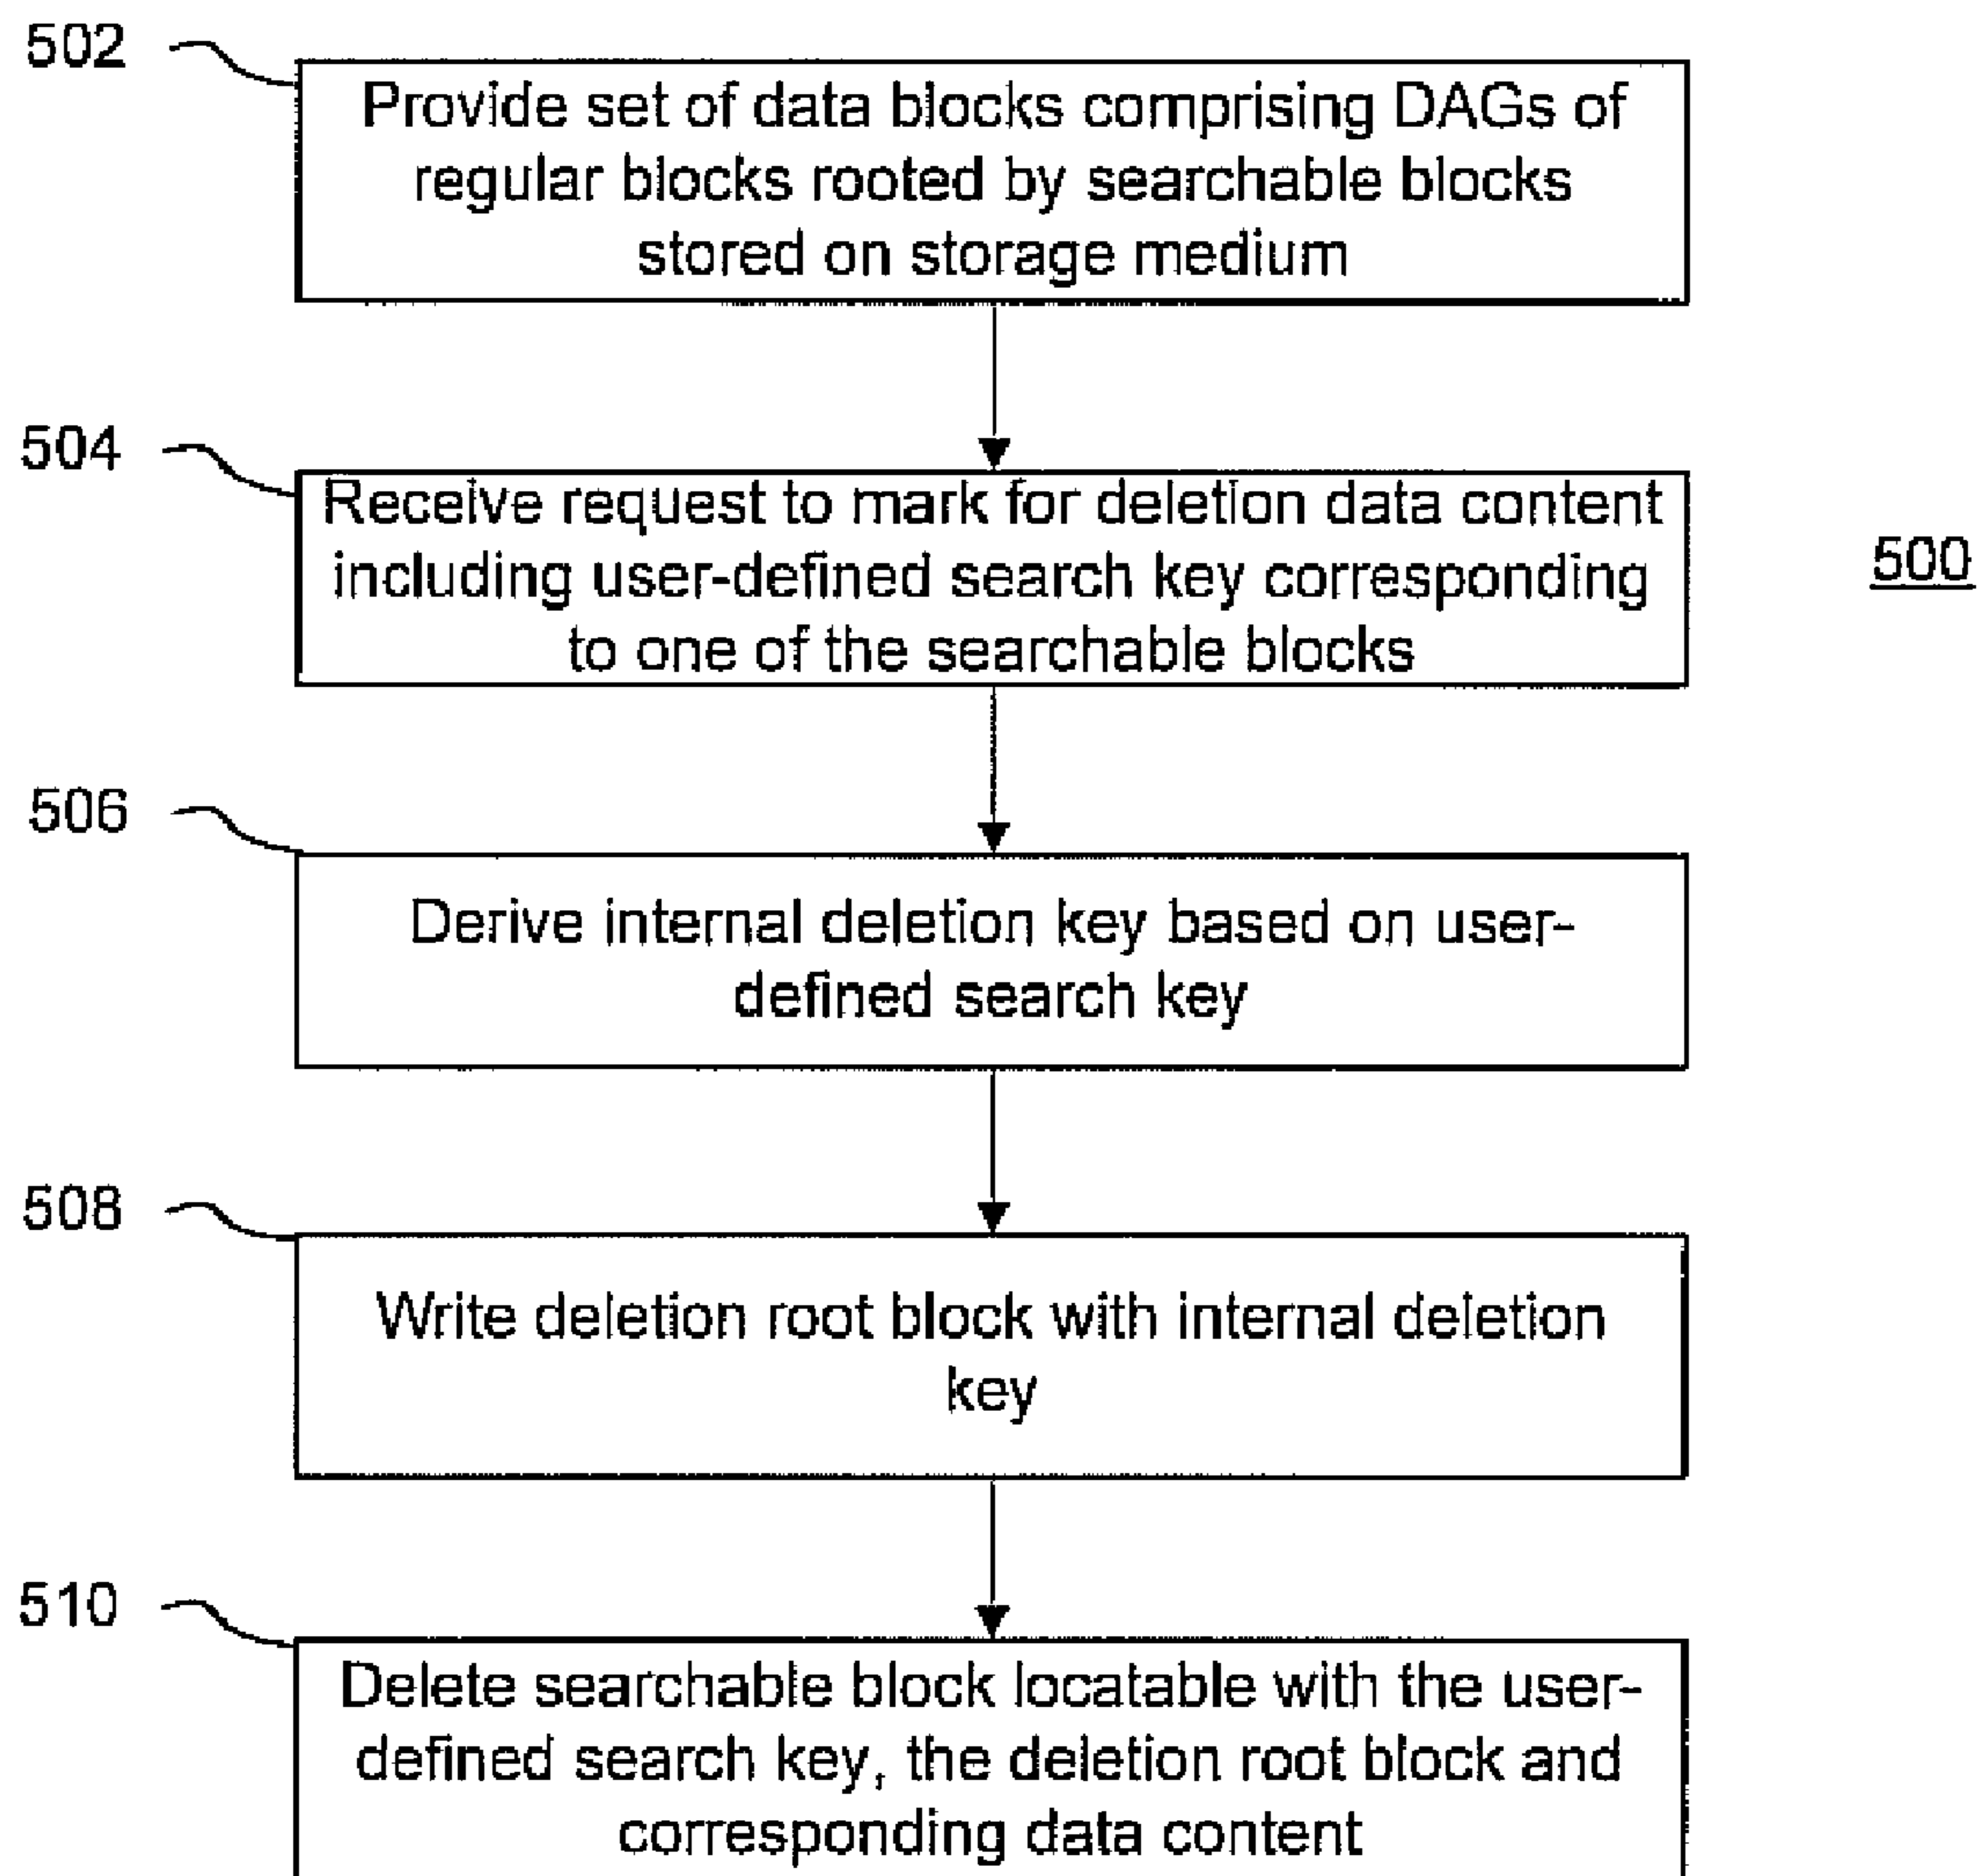 502
Provide set of data blocks comprising DAGs of
regular blocks rooted by searchable blocks
stored on storage medium
504
Receive request to mark for deletion data content
including user-defined search key corresponding
to one of the searchable blocks
500
506
Derive internal deletion key based on user-
defined search key
508
Write deletion root block with internal deletion
key
510
Delete searchable block locatable with the user-
defined search key, the deletion root block and
corresponding data content